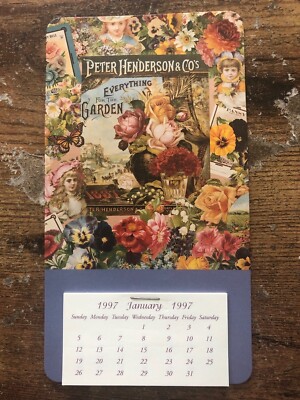 PETER HENDERSON & CO'S
EVERYTHING
FOR THE
GARDEN
TER HENDERSON
1997 January 1997
Sunday Monday Tuesday Wednesday Thursday Friday Saturday
1 2 3 4
5 6 7 8 9 10 11
12 13 14 15 16 17 18
19 20 21 22 23 24 25
26 27 28 29 30 31